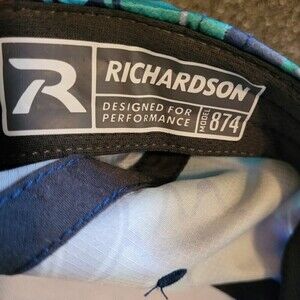 R
RICHARDSON
DESIGNED FOR
PERFORMANCE
MODEL 874